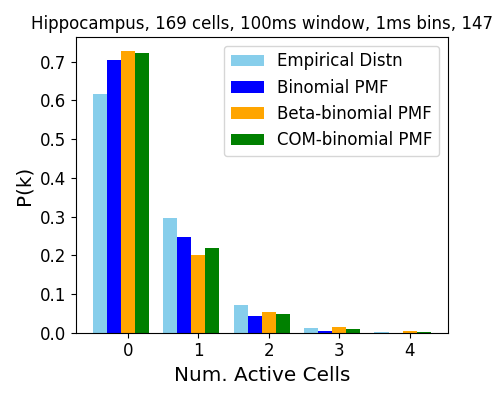 Hippocampus, 169 cells, 100ms window, 1ms bins, 147
Empirical Distn
Binomial PMF
Beta-binomial PMF
COM-binomial PMF
P(k)
0.7
0.6
0.5
0.4
0.3
0.2
0.1
0.0
0 1 2 3 4
Num. Active Cells